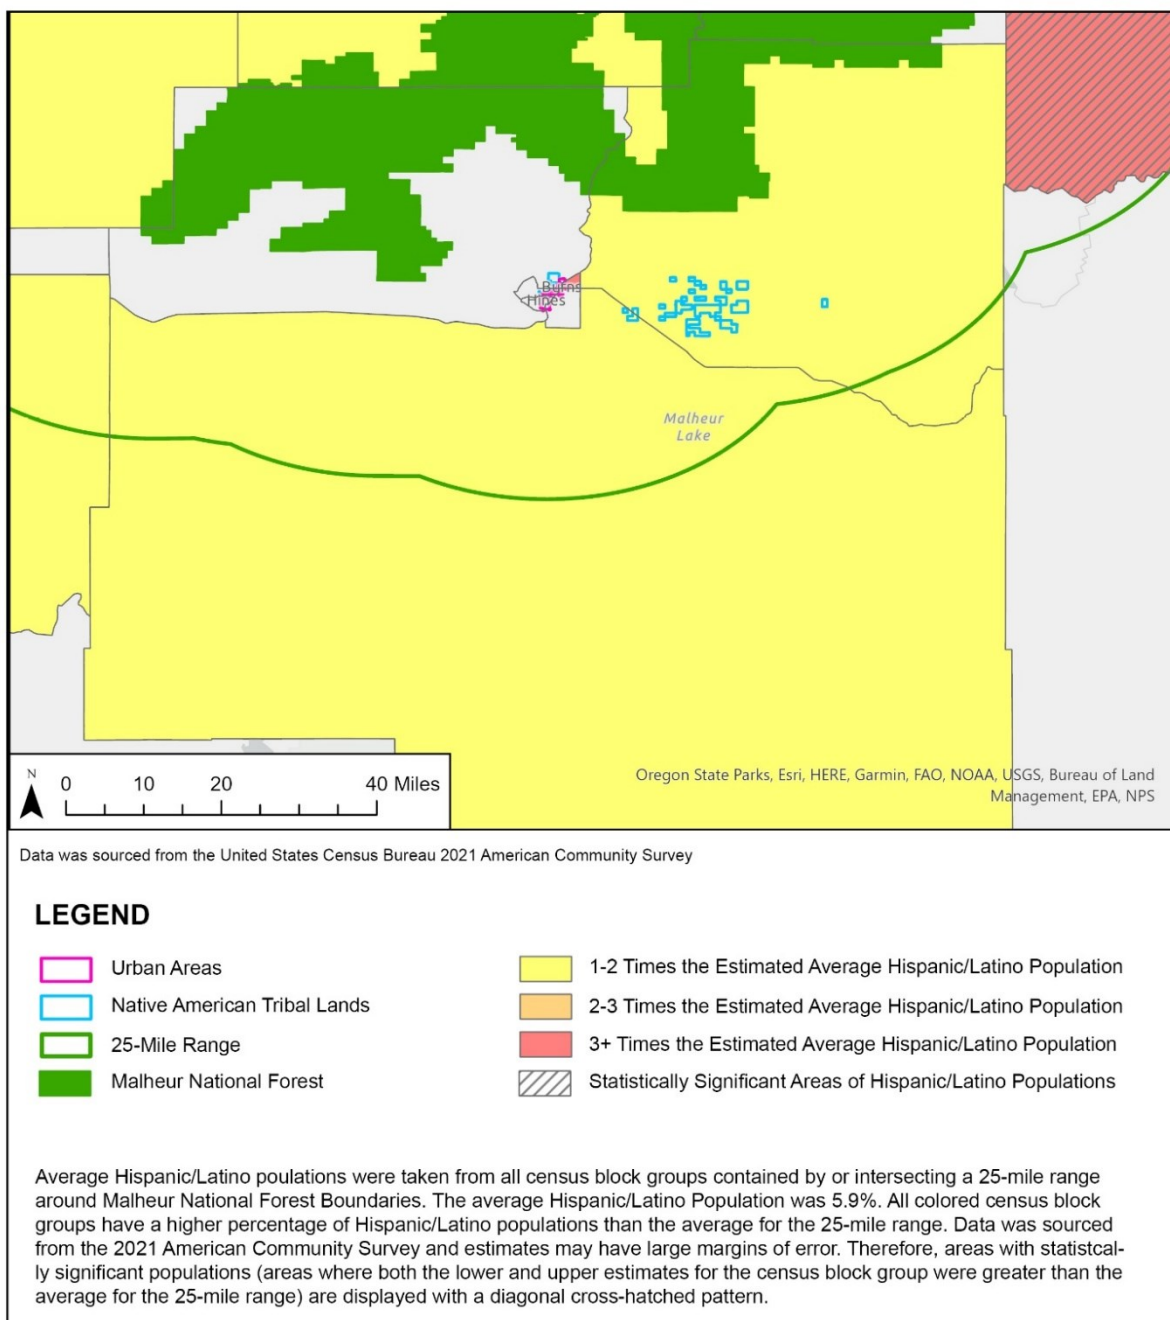 Burns
Hines
Malheur
Lake
N
0 10 20 40 Miles
Oregon State Parks, Esri, HERE, Garmin, FAO, NOAA, USGS, Bureau of Land
Management, EPA, NPS
Data was sourced from the United States Census Bureau 2021 American Community Survey
LEGEND
Urban Areas
Native American Tribal Lands
25-Mile Range
Malheur National Forest
1-2 Times the Estimated Average Hispanic/Latino Population
2-3 Times the Estimated Average Hispanic/Latino Population
3+ Times the Estimated Average Hispanic/Latino Population
Statistically Significant Areas of Hispanic/Latino Populations
Average Hispanic/Latino poulations were taken from all census block groups contained by or intersecting a 25-mile range
around Malheur National Forest Boundaries. The average Hispanic/Latino Population was 5.9%. All colored census block
groups have a higher percentage of Hispanic/Latino populations than the average for the 25-mile range. Data was sourced
from the 2021 American Community Survey and estimates may have large margins of error. Therefore, areas with statistcal-
ly significant populations (areas where both the lower and upper estimates for the census block group were greater than the
average for the 25-mile range) are displayed with a diagonal cross-hatched pattern.